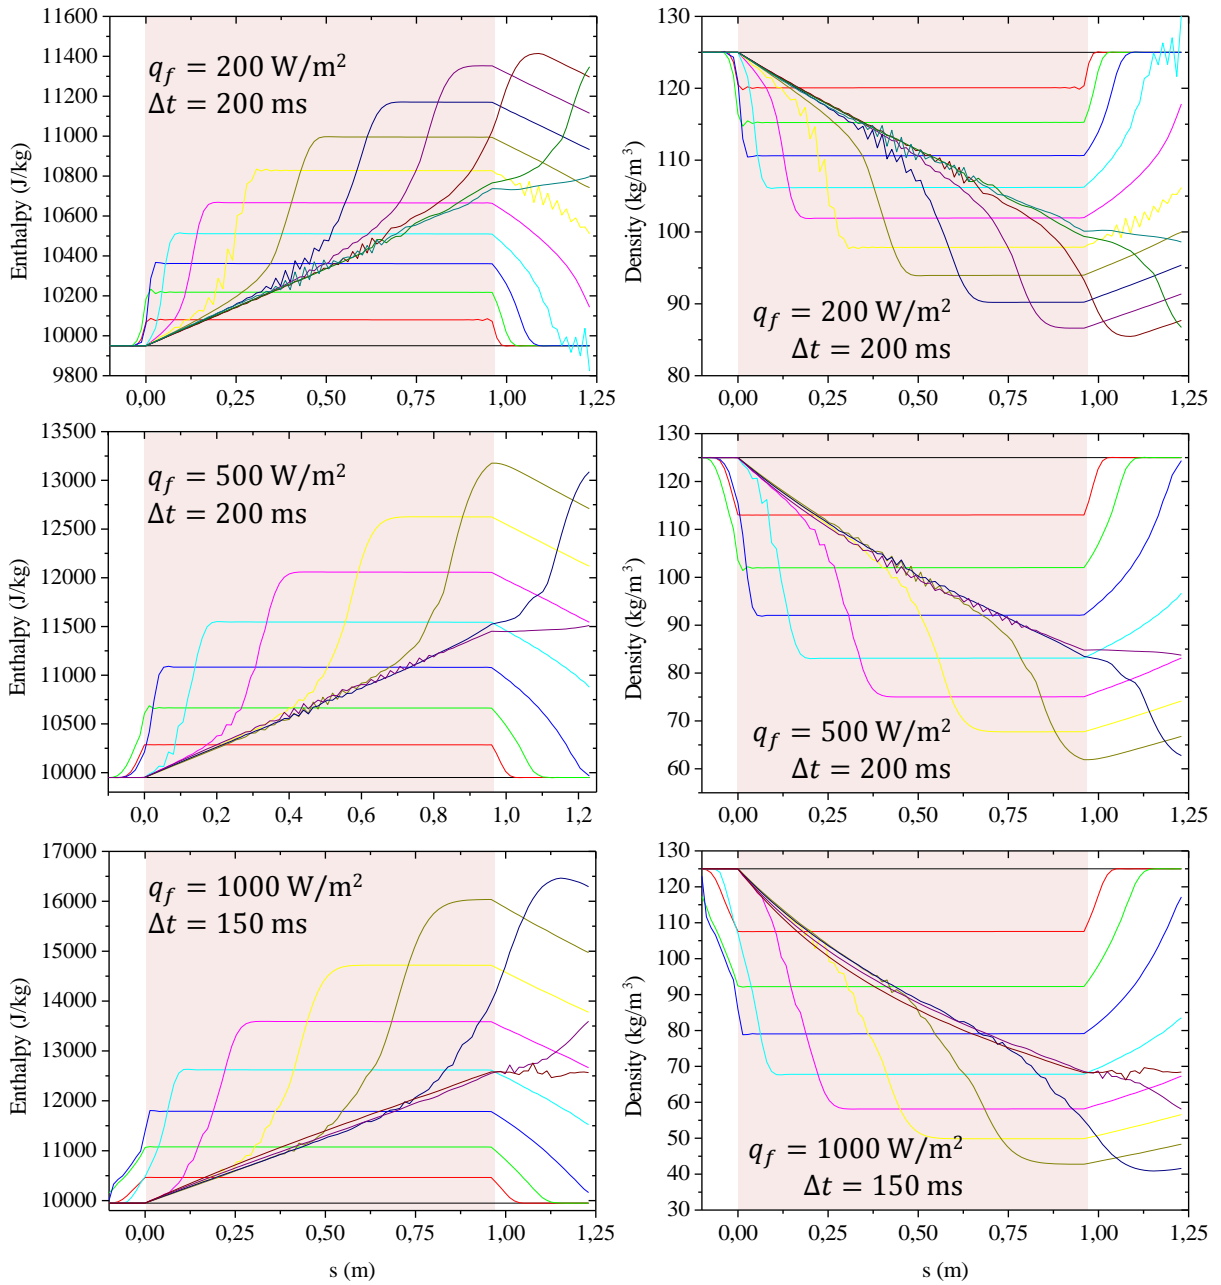 11600
11400
11200
11000
10800
10600
10400
10200
10000
9800
Enthalpy (J/kg)
q_f = 200 W/m²
Δt = 200 ms
0,00 0,25 0,50 0,75 1,00 1,25
130
120
110
100
90
80
Density (kg/m³)
q_f = 200 W/m²
Δt = 200 ms
0,00 0,25 0,50 0,75 1,00 1,25
13500
13000
12500
12000
11500
11000
10500
10000
Enthalpy (J/kg)
q_f = 500 W/m²
Δt = 200 ms
0,0 0,2 0,4 0,6 0,8 1,0 1,2
130
120
110
100
90
80
70
60
Density (kg/m³)
q_f = 500 W/m²
Δt = 200 ms
0,00 0,25 0,50 0,75 1,00 1,25
17000
16000
15000
14000
13000
12000
11000
10000
Enthalpy (J/kg)
q_f = 1000 W/m²
Δt = 150 ms
0,00 0,25 0,50 0,75 1,00 1,25
s (m)
130
120
110
100
90
80
70
60
50
40
30
Density (kg/m³)
q_f = 1000 W/m²
Δt = 150 ms
0,00 0,25 0,50 0,75 1,00 1,25
s (m)